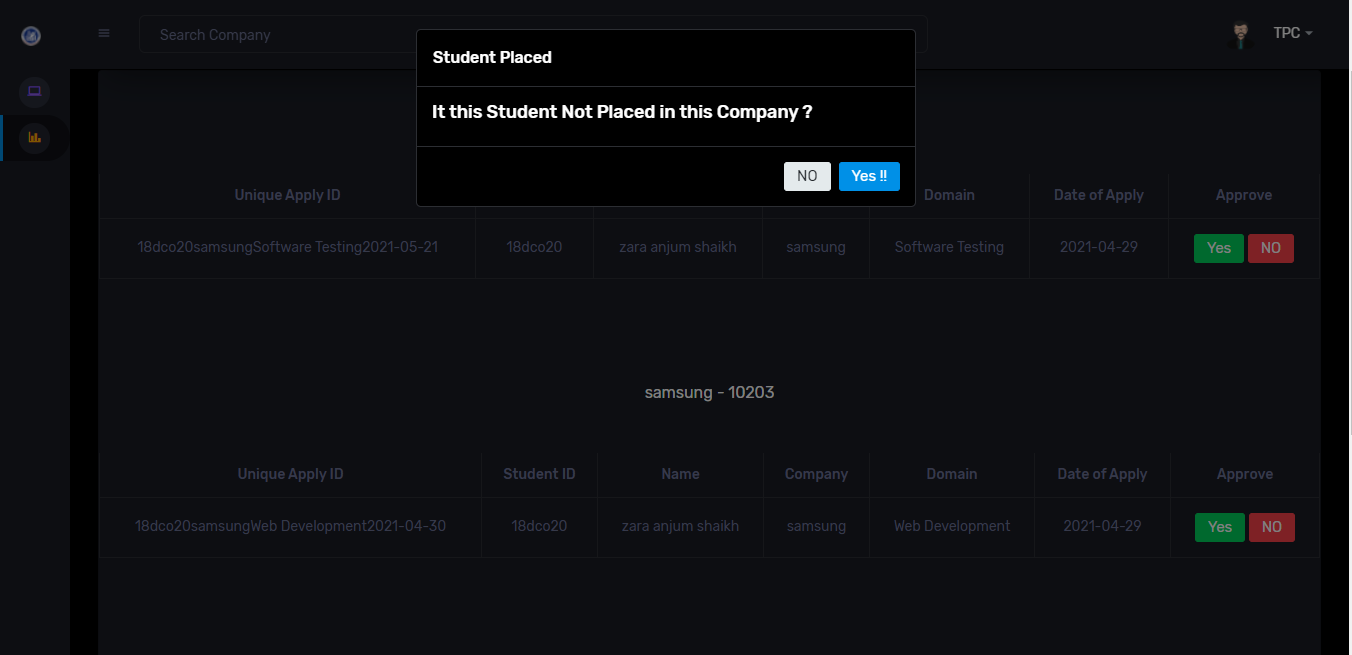 Search Company
TPC
Student Placed
It this Student Not Placed in this Company ?
NO Yes !!
Unique Apply ID Domain Date of Apply Approve
18dco20samsungSoftware Testing2021-05-21 18dco20 zara anjum shaikh samsung Software Testing 2021-04-29 Yes NO
samsung - 10203
Unique Apply ID Student ID Name Company Domain Date of Apply Approve
18dco20samsungWeb Development2021-04-30 18dco20 zara anjum shaikh samsung Web Development 2021-04-29 Yes NO